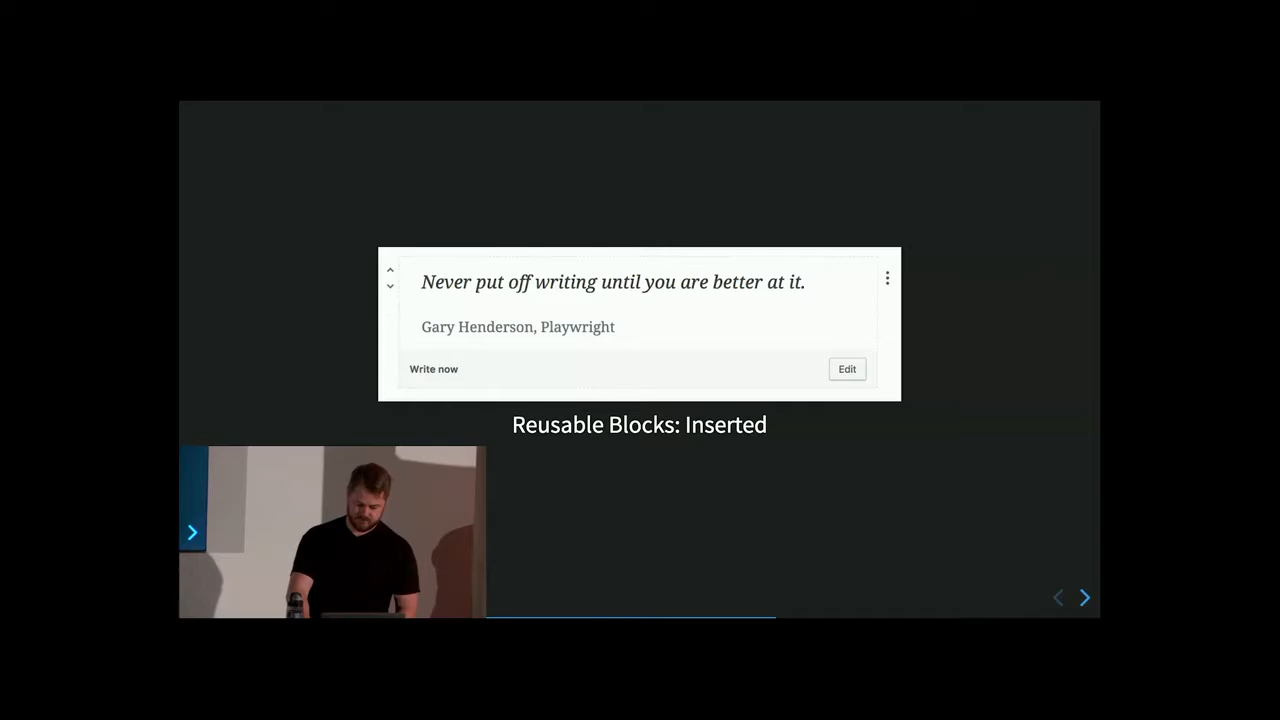 Never put off writing until you are better at it.
Gary Henderson, Playwright
Write now
Edit
Reusable Blocks: Inserted